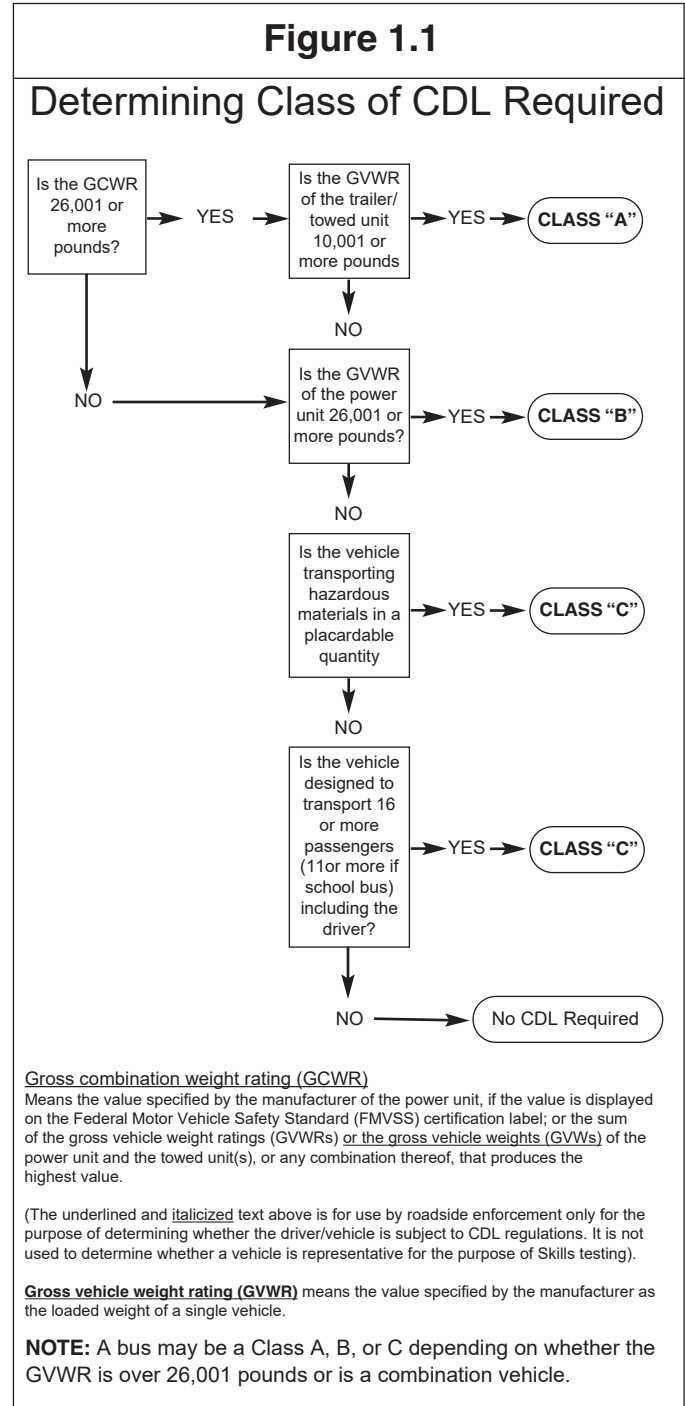 Figure 1.1
Determining Class of CDL Required
Is the GCWR
26,001 or
more
pounds?
YES
Is the GVWR
of the trailer/
towed unit
10,001 or
more pounds
YES
CLASS “A”
NO
NO
Is the GVWR
of the power
unit 26,001 or
more pounds?
YES
CLASS “B”
NO
Is the vehicle
transporting
hazardous
materials in a
placardable
quantity
YES
CLASS “C”
NO
Is the vehicle
designed to
transport 16
or more
passengers
(11or more if
school bus)
including the
driver?
YES
CLASS “C”
NO
No CDL Required
Gross combination weight rating (GCWR)
Means the value specified by the manufacturer of the power unit, if the value is displayed
on the Federal Motor Vehicle Safety Standard (FMVSS) certification label; or the sum
of the gross vehicle weight ratings (GVWRs) or the gross vehicle weights (GVWs) of the
power unit and the towed unit(s), or any combination thereof, that produces the
highest value.
(The underlined and italicized text above is for use by roadside enforcement only for the
purpose of determining whether the driver/vehicle is subject to CDL regulations. It is not
used to determine whether a vehicle is representative for the purpose of Skills testing).
Gross vehicle weight rating (GVWR) means the value specified by the manufacturer as
the loaded weight of a single vehicle.
NOTE: A bus may be a Class A, B, or C depending on whether the
GVWR is over 26,001 pounds or is a combination vehicle.